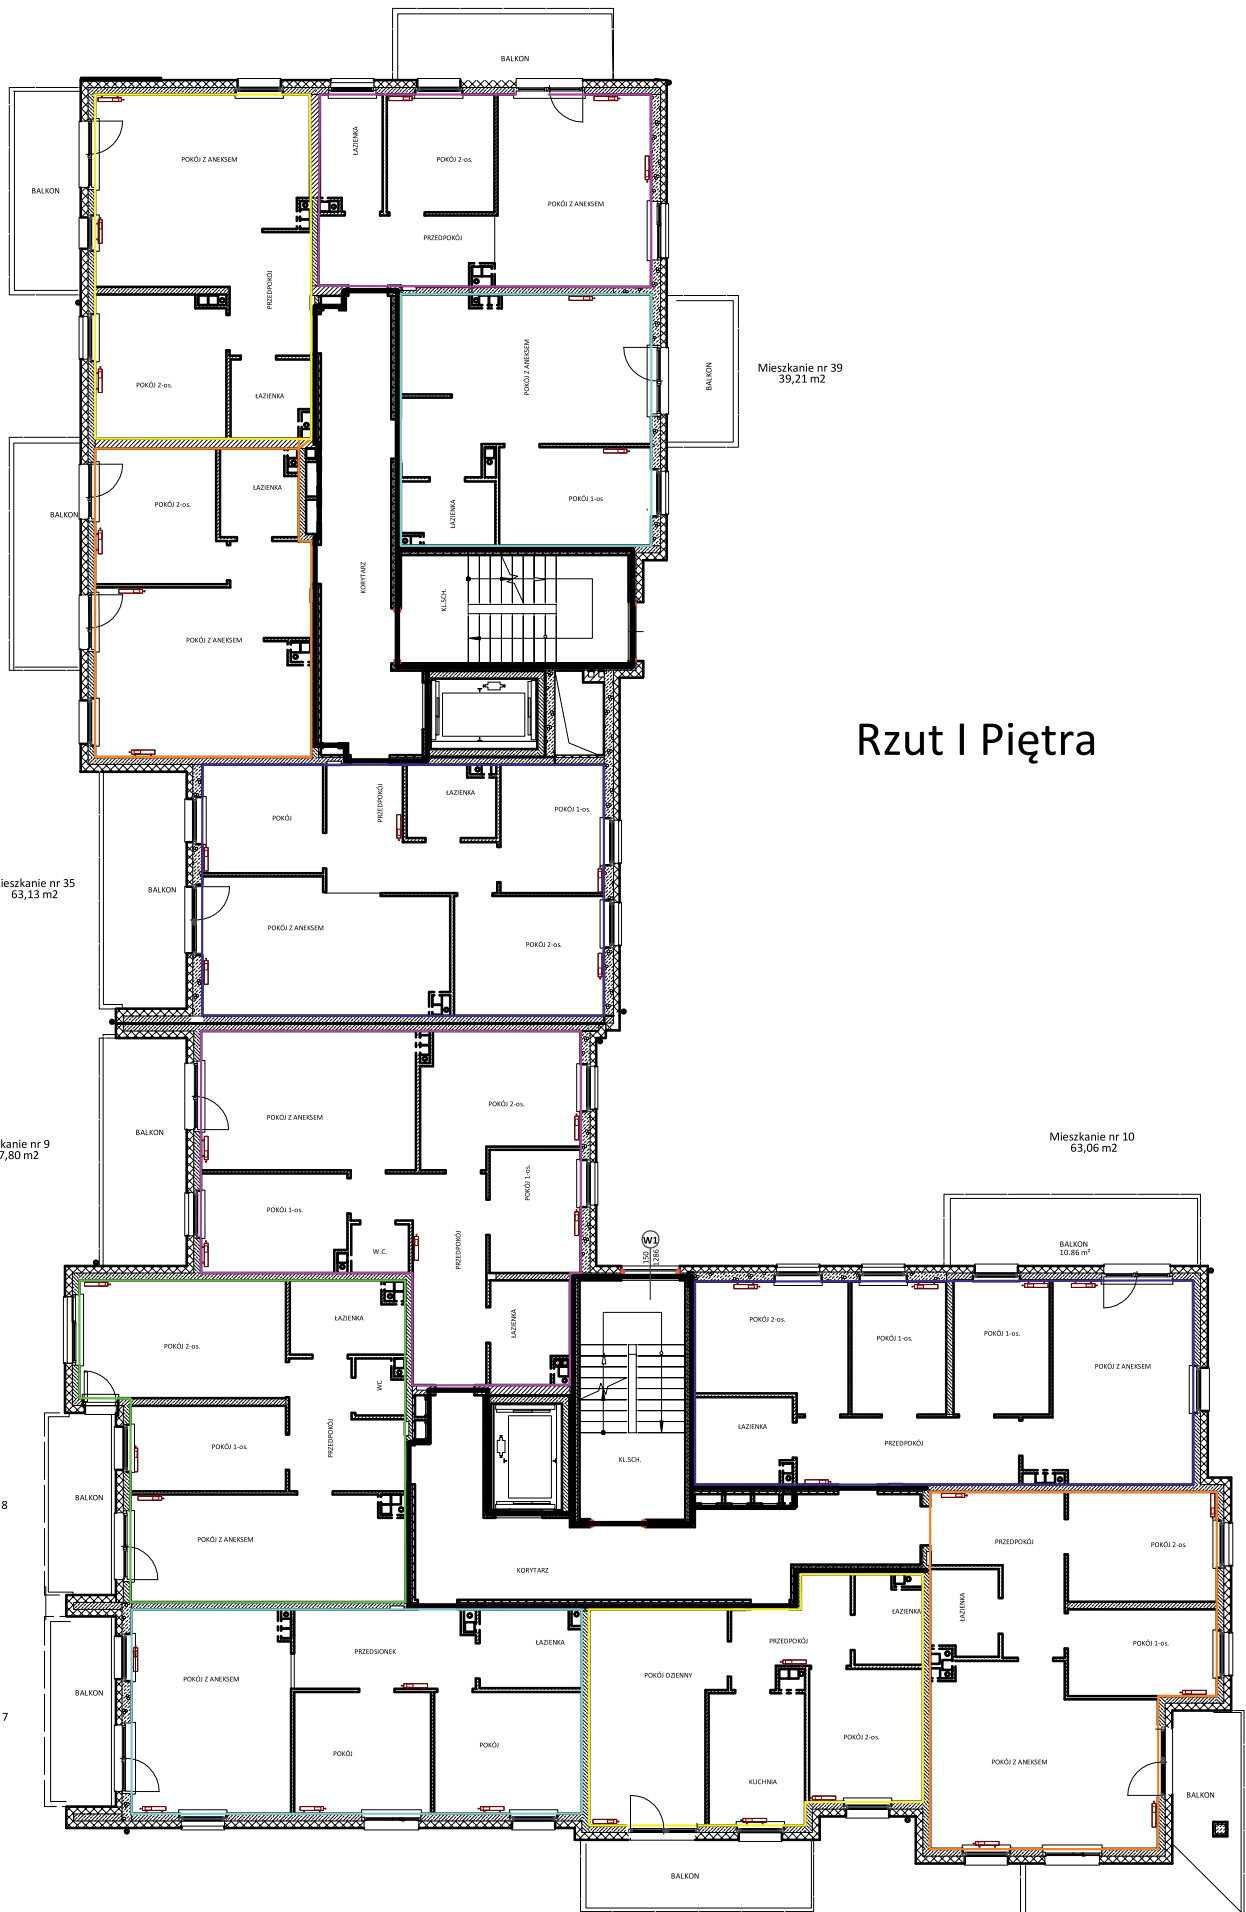 BALKON
POKÓJ Z ANEKSEM
BALKON
ŁAZIENKA
POKÓJ 2-os.
POKÓJ Z ANEKSEM
PRZEDPOKÓJ
PRZEDPOKÓJ
POKÓJ 2-os.
ŁAZIENKA
POKÓJ Z ANEKSEM
BALKON
Mieszkanie nr 39
39,21 m2
BALKON
POKÓJ 2-os.
ŁAZIENKA
ŁAZIENKA
POKÓJ 1-os
KORYTARZ
KL.SCH.
POKÓJ Z ANEKSEM
Rzut I Piętra
POKÓJ
PRZEDPOKÓJ
ŁAZIENKA
POKÓJ 1-os.
ieszkanie nr 35
63,13 m2
BALKON
POKÓJ Z ANEKSEM
POKÓJ 2-os.
kanie nr 9
7,80 m2
BALKON
POKÓJ Z ANEKSEM
POKÓJ 2-os.
POKÓJ 1-os.
POKÓJ 1-os.
W.C.
PRZEDPOKÓJ
ŁAZIENKA
Mieszkanie nr 10
63,06 m2
W1
150
1286
BALKON
10.86 m²
POKÓJ 2-os.
ŁAZIENKA
WC
POKÓJ 1-os.
PRZEDPOKÓJ
POKÓJ 2-os.
POKÓJ 1-os.
POKÓJ 1-os.
POKÓJ Z ANEKSEM
ŁAZIENKA
PRZEDPOKÓJ
KL.SCH.
8
BALKON
POKÓJ Z ANEKSEM
KORYTARZ
PRZEDPOKÓJ
POKÓJ 2-os.
ŁAZIENKA
ŁAZIENKA
POKÓJ 1-os.
7
BALKON
POKÓJ Z ANEKSEM
PRZEDSIONEK
ŁAZIENKA
PRZEDPOKÓJ
POKÓJ DZIENNY
POKÓJ
POKÓJ
KUCHNIA
POKÓJ 2-os.
POKÓJ Z ANEKSEM
BALKON
BALKON